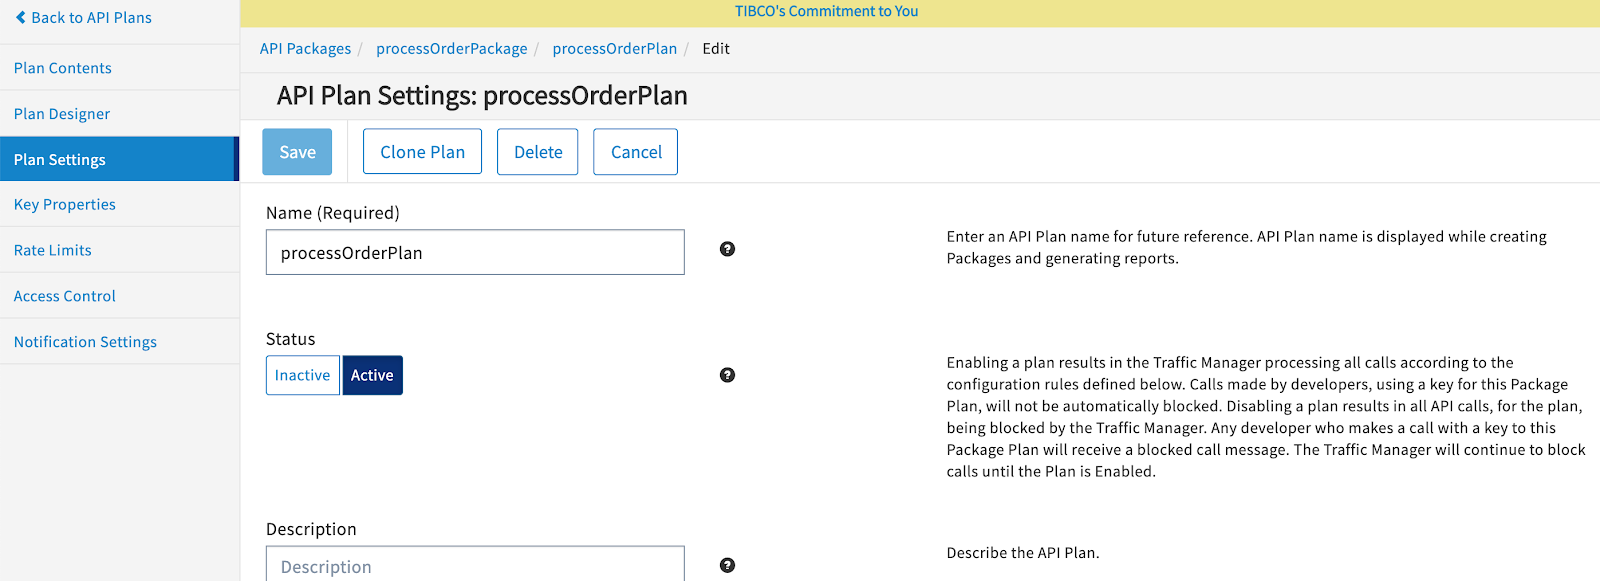 Back to API Plans
Plan Contents
Plan Designer
Plan Settings
Key Properties
Rate Limits
Access Control
Notification Settings
TIBCO's Commitment to You
API Packages / processOrderPackage / processOrderPlan / Edit
API Plan Settings: processOrderPlan
Save Clone Plan Delete Cancel
Name (Required)
processOrderPlan
?
Enter an API Plan name for future reference. API Plan name is displayed while creating
Packages and generating reports.
Status
Inactive Active
?
Enabling a plan results in the Traffic Manager processing all calls according to the
configuration rules defined below. Calls made by developers, using a key for this Package
Plan, will not be automatically blocked. Disabling a plan results in all API calls, for the plan,
being blocked by the Traffic Manager. Any developer who makes a call with a key to this
Package Plan will receive a blocked call message. The Traffic Manager will continue to block
calls until the Plan is Enabled.
Description
Description
?
Describe the API Plan.